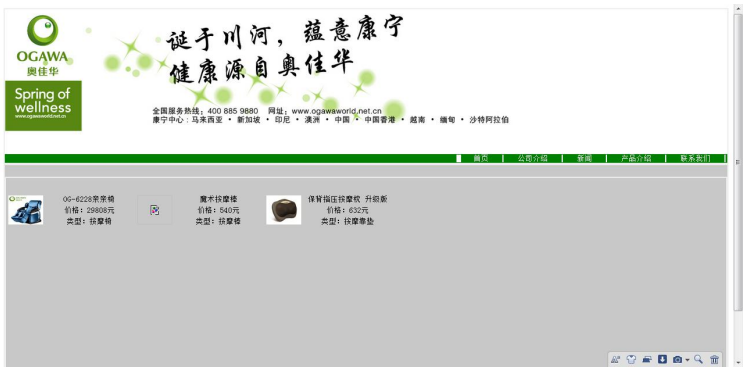 OGAWA
奥佳华
Spring of
wellness
www.ogawaworld.net.cn
诞于川河，蕴意康宁
健康源自奥佳华
全国服务热线：400 885 9880 网址：www.ogawaworld.net.cn
康宁中心：马来西亚 • 新加坡 • 印尼 • 澳洲 • 中国 • 中国香港 • 越南 • 缅甸 • 沙特阿拉伯
首页 | 公司介绍 | 新闻 | 产品介绍 | 联系我们 |
OG-6228亲亲椅
价格：29808元
类型：按摩椅
魔术按摩棒
价格：540元
类型：按摩棒
保背指压按摩枕 升级版
价格：632元
类型：按摩靠垫